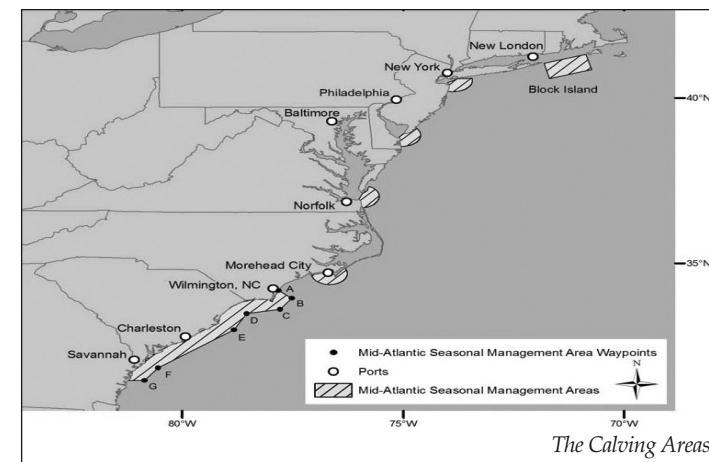 New London
New York
Block Island
Philadelphia
40°N
Baltimore
Norfolk
Morehead City
35°N
Wilmington, NC
A
B
C
D
Charleston
E
Savannah
F
G
Mid-Atlantic Seasonal Management Area Waypoints
Ports
Mid-Atlantic Seasonal Management Areas
N
80°W
75°W
70°W
The Calving Areas